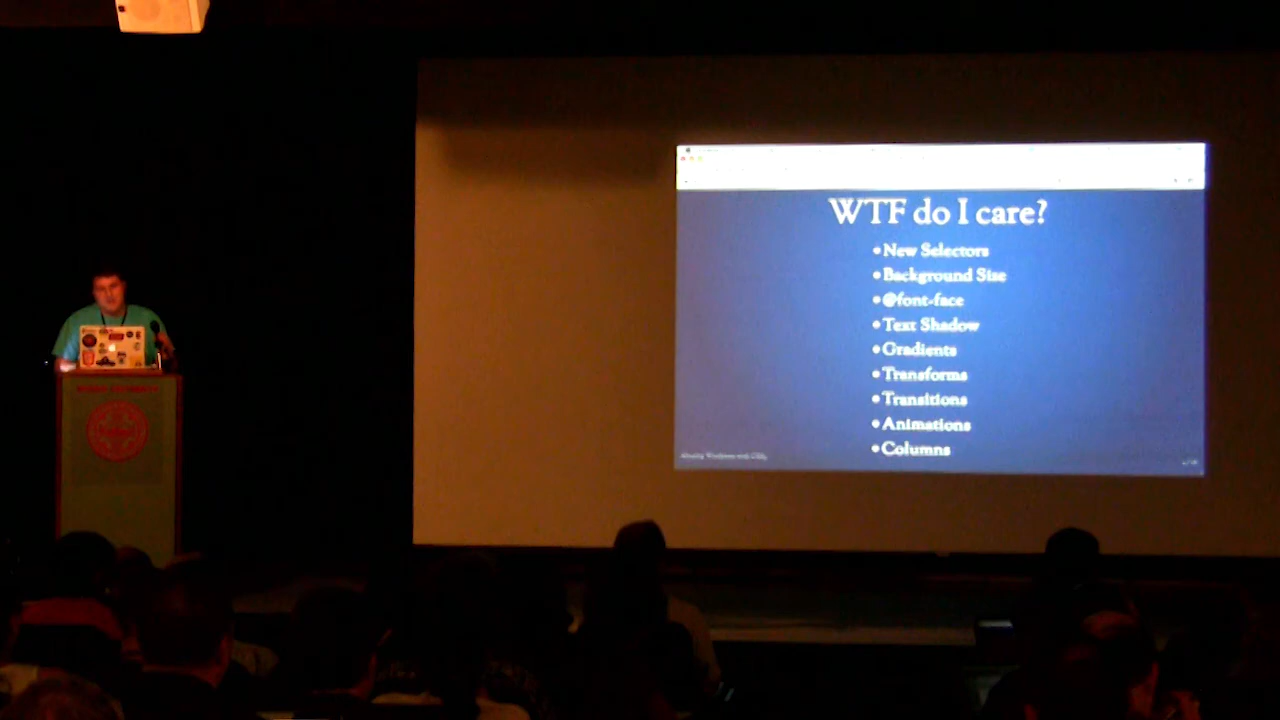 WTF do I care?
• New Selectors
• Background Size
• @font-face
• Text Shadow
• Gradients
• Transforms
• Transitions
• Animations
• Columns